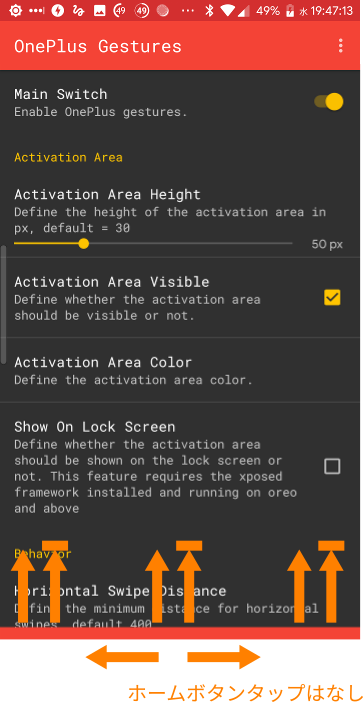 49 49 49% 水 19:47:13
OnePlus Gestures
Main Switch
Enable OnePlus gestures.
Activation Area
Activation Area Height
Define the height of the activation area in
px, default = 30
50 px
Activation Area Visible
Define whether the activation area
should be visible or not.
Activation Area Color
Define the activation area color.
Show On Lock Screen
Define whether the activation area
should be shown on the lock screen or
not. This feature requires the xposed
framework installed and running on oreo
and above
Behavior
Horizontal Swipe Distance
Define the minimum distance for horizontal
swipes, default 400
ホームボタンタップはなし